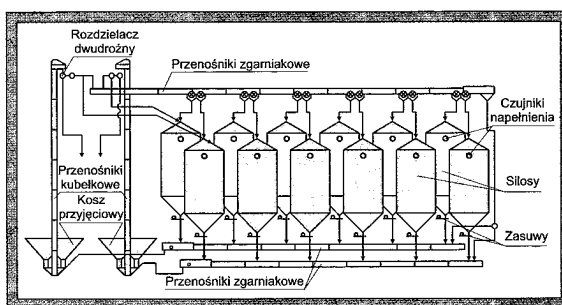 Rozdzielacz
dwudrożny
Przenośniki zgarniakowe
Czujniki
napełnienia
Przenośniki
kubełkowe
Kosz
przyjęciowy
Silosy
Zasuwy
Przenośniki zgarniakowe